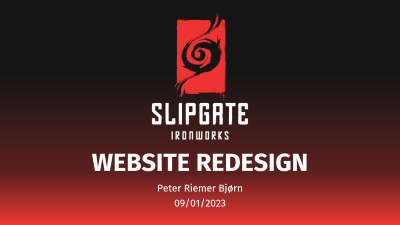 SLIPGATE
IRONWORKS
WEBSITE REDESIGN
Peter Riemer Bjørn
09/01/2023